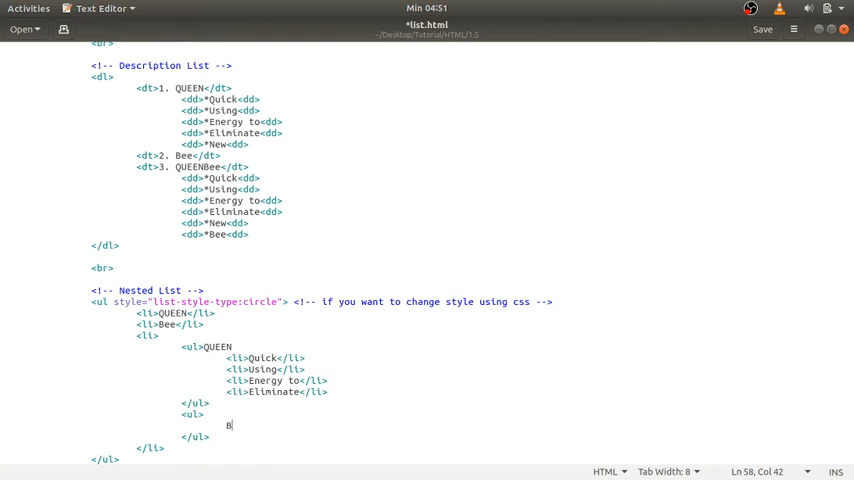 Activities Text Editor Min 04:51
Open *list.html Save
~/Desktop/Tutorial/HTML/1.5
<br>
<!-- Description List -->
<dl>
<dt>1. QUEEN</dt>
<dd>*Quick<dd>
<dd>*Using<dd>
<dd>*Energy to<dd>
<dd>*Eliminate<dd>
<dd>*New<dd>
<dt>2. Bee</dt>
<dt>3. QUEENBee</dt>
<dd>*Quick<dd>
<dd>*Using<dd>
<dd>*Energy to<dd>
<dd>*Eliminate<dd>
<dd>*New<dd>
<dd>*Bee<dd>
</dl>
<br>
<!-- Nested List -->
<ul style="list-style-type:circle"> <!-- if you want to change style using css -->
<li>QUEEN</li>
<li>Bee</li>
<li>
<ul>QUEEN
<li>Quick</li>
<li>Using</li>
<li>Energy to</li>
<li>Eliminate</li>
</ul>
<ul>
B
</ul>
</li>
</ul>
HTML Tab Width: 8 Ln 58, Col 42 INS